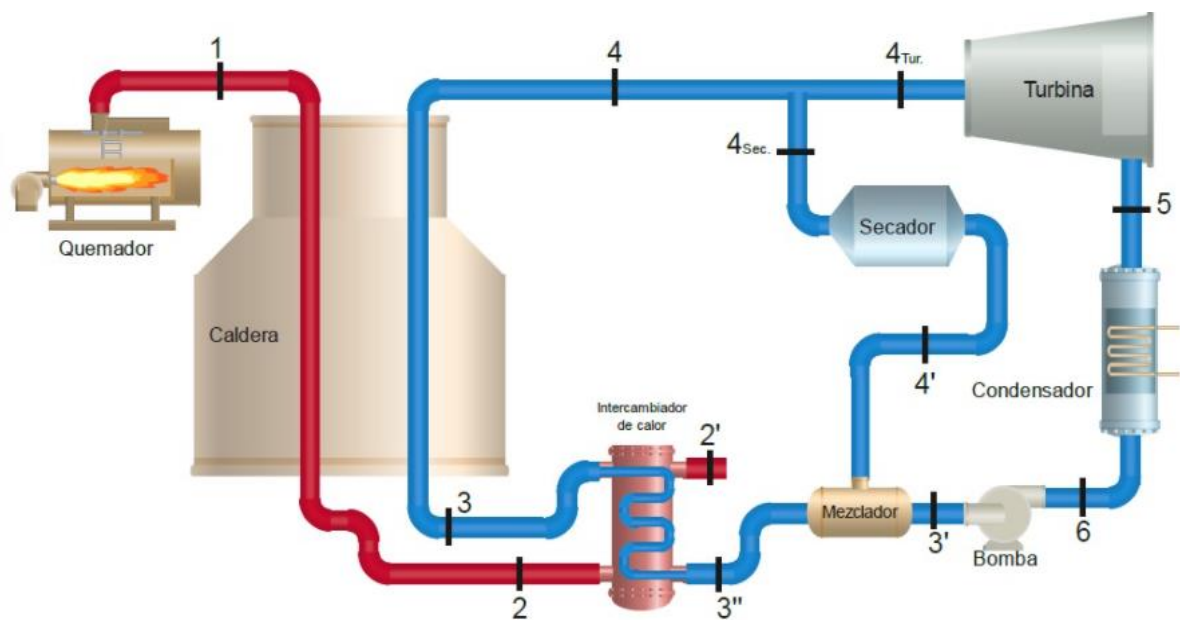 1
4
4Tur.
Turbina
4Sec.
Quemador
Secador
5
Caldera
4'
Condensador
Intercambiador
de calor
2'
3
Mezclador
3'
6
Bomba
2
3"